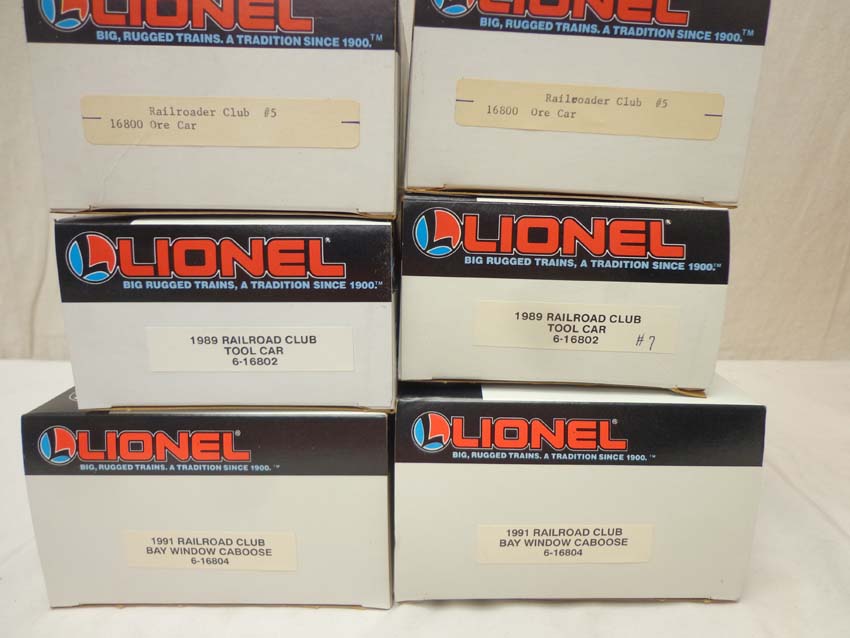 LIONEL
BIG, RUGGED TRAINS. A TRADITION SINCE 1900.™
Railroader Club #5
16800 Ore Car
LIONEL
BIG, RUGGED TRAINS. A TRADITION SINCE 1900.™
Railroader Club #5
16800 Ore Car
LIONEL®
BIG RUGGED TRAINS, A TRADITION SINCE 1900.™
1989 RAILROAD CLUB
TOOL CAR
6-16802
LIONEL®
BIG RUGGED TRAINS, A TRADITION SINCE 1900.™
1989 RAILROAD CLUB
TOOL CAR
6-16802 #7
LIONEL®
BIG, RUGGED TRAINS. A TRADITION SINCE 1900.™
1991 RAILROAD CLUB
BAY WINDOW CABOOSE
6-16804
LIONEL®
BIG, RUGGED TRAINS. A TRADITION SINCE 1900.™
1991 RAILROAD CLUB
BAY WINDOW CABOOSE
6-16804